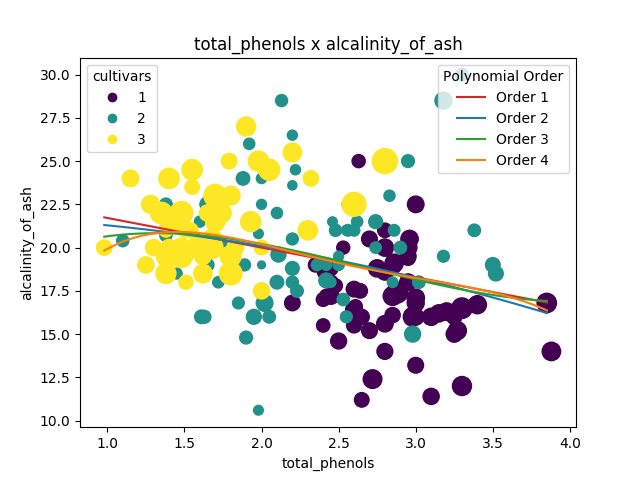 total_phenols x alcalinity_of_ash
cultivars
1
2
3
Polynomial Order
Order 1
Order 2
Order 3
Order 4
30.0
27.5
25.0
22.5
20.0
17.5
15.0
12.5
10.0
alcalinity_of_ash
1.0 1.5 2.0 2.5 3.0 3.5 4.0
total_phenols